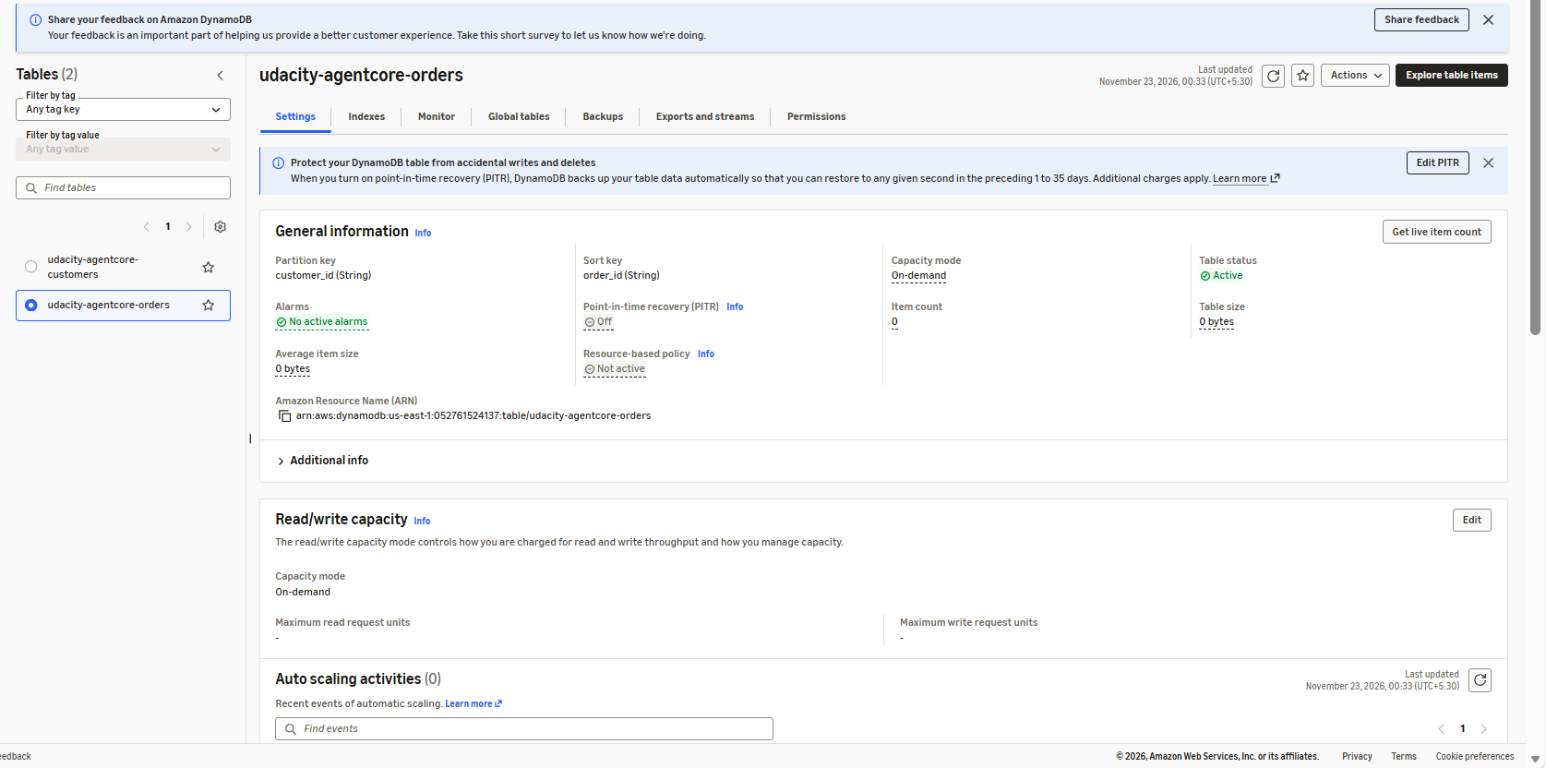 Share your feedback on Amazon DynamoDB
Your feedback is an important part of helping us provide a better customer experience. Take this short survey to let us know how we're doing.
Share feedback
Tables (2)
Filter by tag
Any tag key
Filter by tag value
Any tag value
Find tables
1
udacity-agentcore-
customers
udacity-agentcore-orders
udacity-agentcore-orders
Last updated
November 23, 2026, 00:33 (UTC+5:30)
Actions
Explore table items
Settings
Indexes
Monitor
Global tables
Backups
Exports and streams
Permissions
Protect your DynamoDB table from accidental writes and deletes
When you turn on point-in-time recovery (PITR), DynamoDB backs up your table data automatically so that you can restore to any given second in the preceding 1 to 35 days. Additional charges apply. Learn more
Edit PITR
General information Info
Get live item count
Partition key
customer_id (String)
Sort key
order_id (String)
Capacity mode
On-demand
Table status
Active
Alarms
No active alarms
Point-in-time recovery (PITR) Info
Off
Item count
0
Table size
0 bytes
Average item size
0 bytes
Resource-based policy Info
Not active
Amazon Resource Name (ARN)
arn:aws:dynamodb:us-east-1:052761524137:table/udacity-agentcore-orders
Additional info
Read/write capacity Info
Edit
The read/write capacity mode controls how you are charged for read and write throughput and how you manage capacity.
Capacity mode
On-demand
Maximum read request units
-
Maximum write request units
-
Auto scaling activities (0)
Last updated
November 23, 2026, 00:33 (UTC+5:30)
Recent events of automatic scaling. Learn more
Find events
1
eedback
© 2026, Amazon Web Services, Inc. or its affiliates.
Privacy
Terms
Cookie preferences